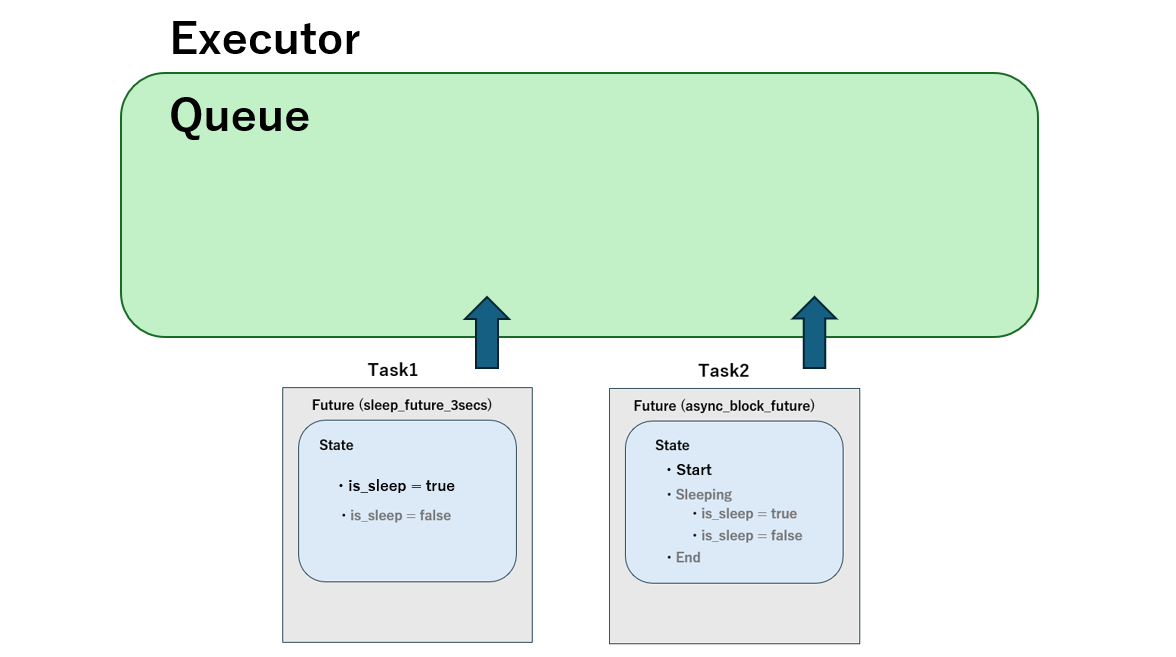 Executor
Queue
Task1
Future (sleep_future_3secs)
State
・is_sleep = true
・is_sleep = false
Task2
Future (async_block_future)
State
・Start
・Sleeping
・is_sleep = true
・is_sleep = false
・End